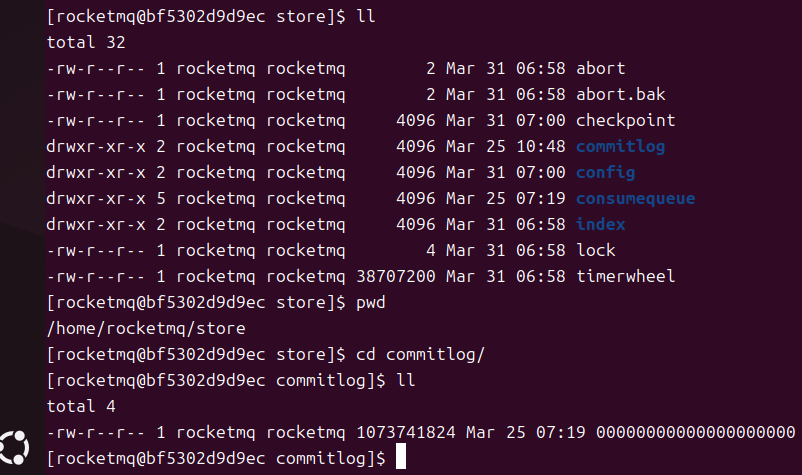 [rocketmq@bf5302d9d9ec store]$ ll
total 32
-rw-r--r-- 1 rocketmq rocketmq        2 Mar 31 06:58 abort
-rw-r--r-- 1 rocketmq rocketmq        2 Mar 31 06:58 abort.bak
-rw-r--r-- 1 rocketmq rocketmq     4096 Mar 31 07:00 checkpoint
drwxr-xr-x 2 rocketmq rocketmq     4096 Mar 25 10:48 commitlog
drwxr-xr-x 2 rocketmq rocketmq     4096 Mar 31 07:00 config
drwxr-xr-x 5 rocketmq rocketmq     4096 Mar 25 07:19 consumequeue
drwxr-xr-x 2 rocketmq rocketmq     4096 Mar 31 06:58 index
-rw-r--r-- 1 rocketmq rocketmq        4 Mar 31 06:58 lock
-rw-r--r-- 1 rocketmq rocketmq 38707200 Mar 31 06:58 timerwheel
[rocketmq@bf5302d9d9ec store]$ pwd
/home/rocketmq/store
[rocketmq@bf5302d9d9ec store]$ cd commitlog/
[rocketmq@bf5302d9d9ec commitlog]$ ll
total 4
-rw-r--r-- 1 rocketmq rocketmq 1073741824 Mar 25 07:19 00000000000000000000
[rocketmq@bf5302d9d9ec commitlog]$